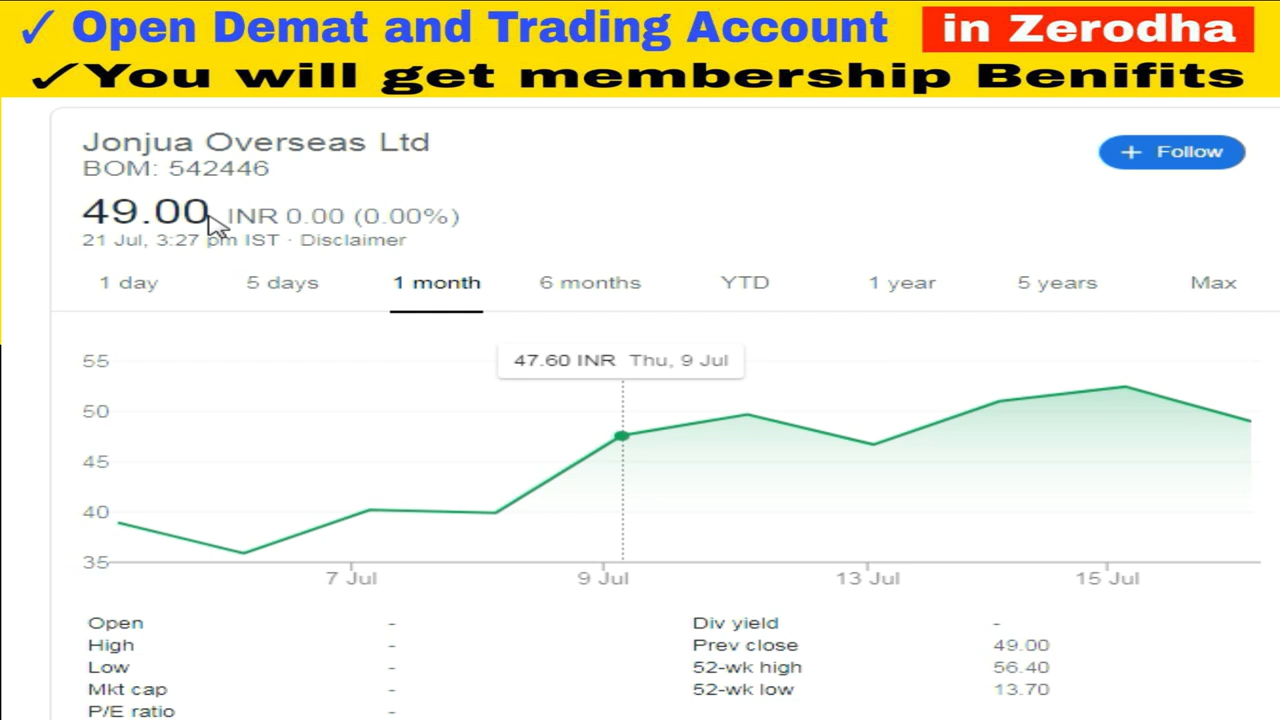 ✓ Open Demat and Trading Account in Zerodha
✓You will get membership Benifits
Jonjua Overseas Ltd
BOM: 542446
+ Follow
49.00 INR 0.00 (0.00%)
21 Jul, 3:27 pm IST · Disclaimer
1 day 5 days 1 month 6 months YTD 1 year 5 years Max
47.60 INR Thu, 9 Jul
55
50
45
40
35
7 Jul 9 Jul 13 Jul 15 Jul
Open - Div yield -
High - Prev close 49.00
Low - 52-wk high 56.40
Mkt cap - 52-wk low 13.70
P/E ratio -